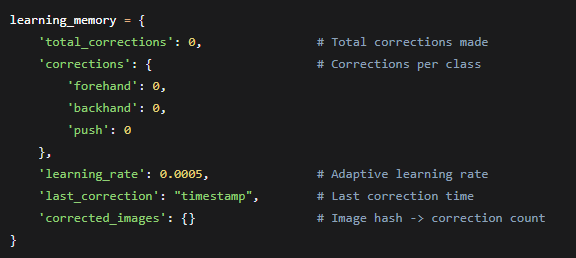 learning_memory = {
    'total_corrections': 0,                # Total corrections made
    'corrections': {                       # Corrections per class
        'forehand': 0,
        'backhand': 0,
        'push': 0
    },
    'learning_rate': 0.0005,               # Adaptive learning rate
    'last_correction': "timestamp",        # Last correction time
    'corrected_images': {}                 # Image hash -> correction count
}